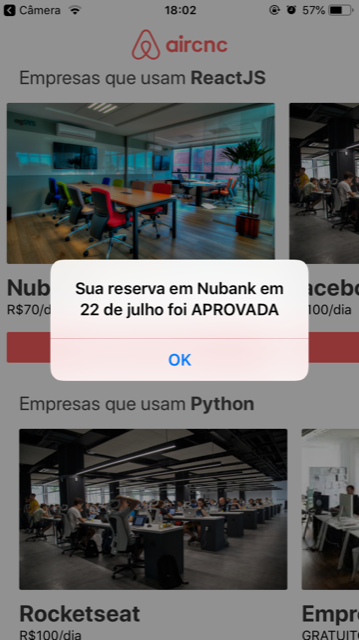 Câmera
18:02
57%
aircnc
Empresas que usam ReactJS
Nub
R$70/d
acebo
100/dia
Sua reserva em Nubank em
22 de julho foi APROVADA
OK
Empresas que usam Python
Rocketseat
R$100/dia
Empr
GRATUIT